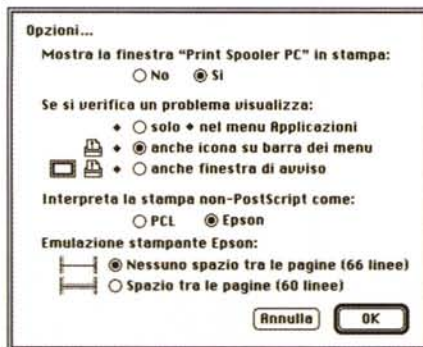 Opzioni...
Mostra la finestra “Print Spooler PC” in stampa:
No Si
Se si verifica un problema visualizza:
solo ◆ nel menu Applicazioni
anche icona su barra dei menu
anche finestra di avviso
Interpreta la stampa non-PostScript come:
PCL Epson
Emulazione stampante Epson:
Nessuno spazio tra le pagine (66 linee)
Spazio tra le pagine (60 linee)
Annulla OK